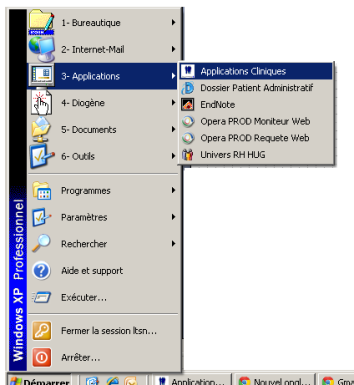 1- Bureautique
2- Internet-Mail
3- Applications
4- Diogène
5- Documents
6- Outils
Programmes
Paramètres
Rechercher
Aide et support
Exécuter...
Fermer la session ltsn...
Arrêter...
Applications Cliniques
Dossier Patient Administratif
EndNote
Opera PROD Moniteur Web
Opera PROD Requete Web
Univers RH HUG
Windows XP Professionnel
Démarrer
Application...
Nouvel ongl...
Gma